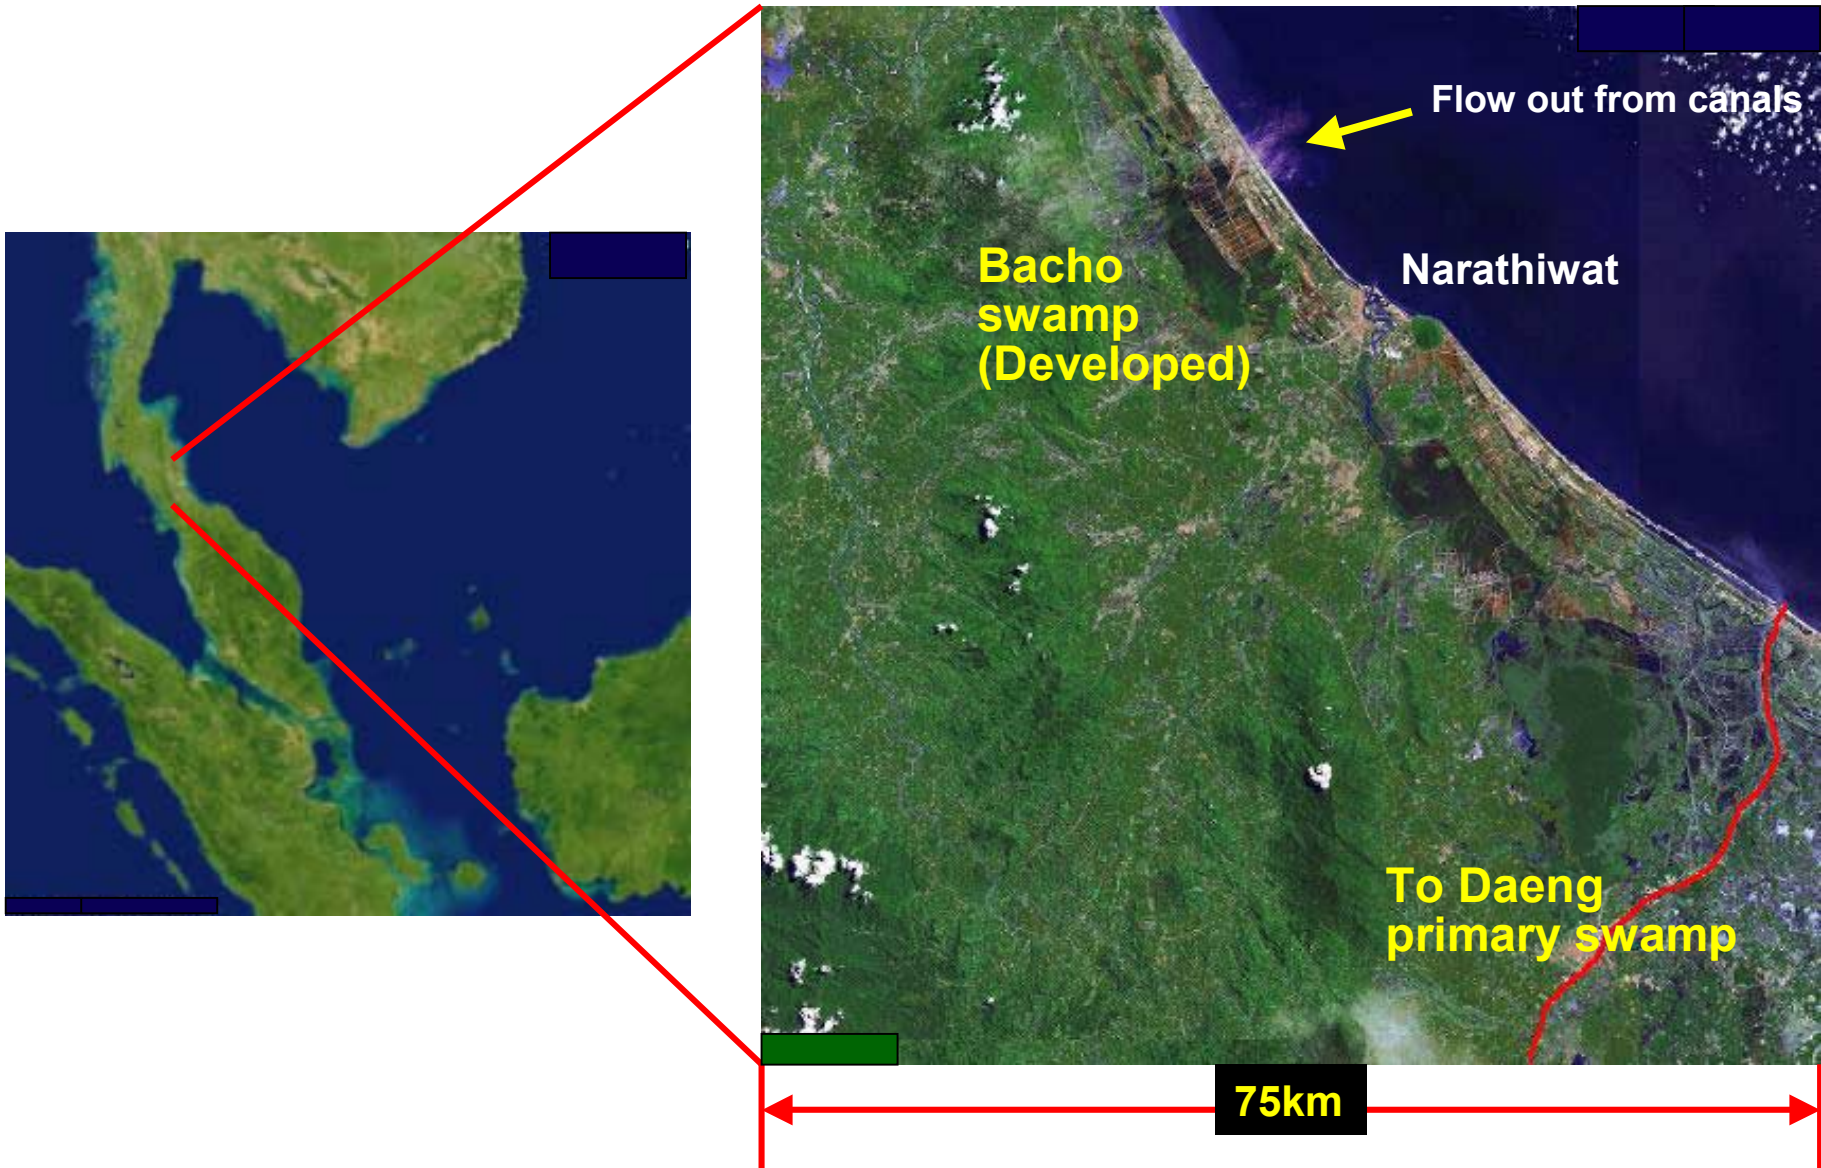 Flow out from canals
Narathiwat
Bacho
swamp
(Developed)
To Daeng
primary swamp
75km